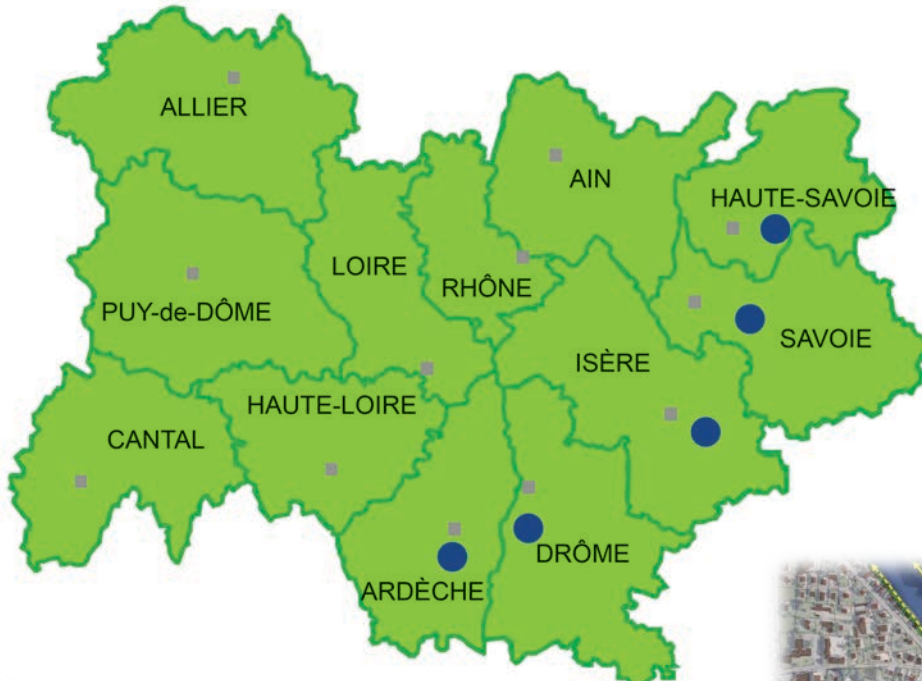 ALLIER
AIN
HAUTE-SAVOIE
LOIRE
RHÔNE
PUY-de-DÔME
SAVOIE
ISÈRE
HAUTE-LOIRE
CANTAL
DRÔME
ARDÈCHE